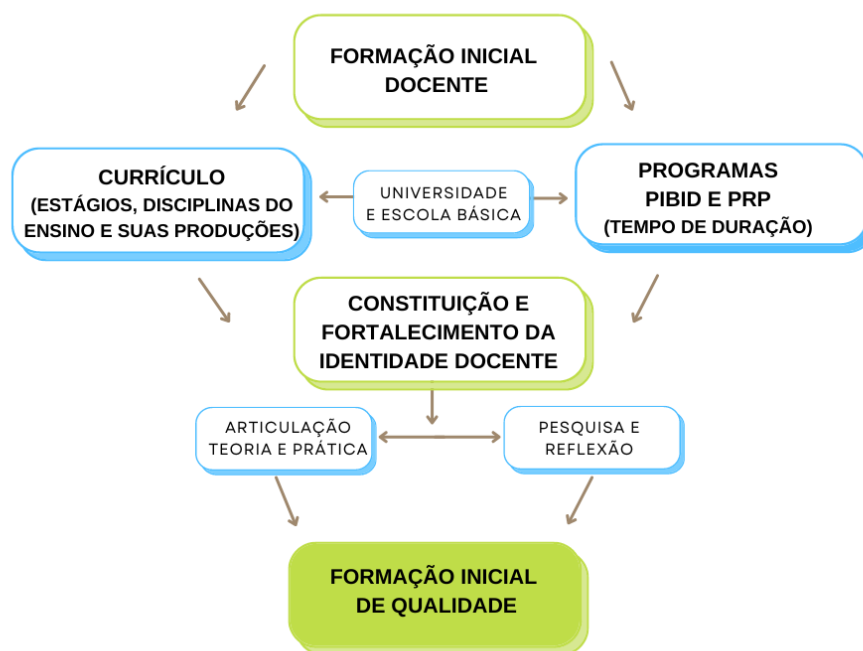 FORMAÇÃO INICIAL
DOCENTE
CURRÍCULO
(ESTÁGIOS, DISCIPLINAS DO
ENSINO E SUAS PRODUÇÕES)
UNIVERSIDADE
E ESCOLA BÁSICA
PROGRAMAS
PIBID E PRP
(TEMPO DE DURAÇÃO)
CONSTITUIÇÃO E
FORTALECIMENTO DA
IDENTIDADE DOCENTE
ARTICULAÇÃO
TEORIA E PRÁTICA
PESQUISA E
REFLEXÃO
FORMAÇÃO INICIAL
DE QUALIDADE